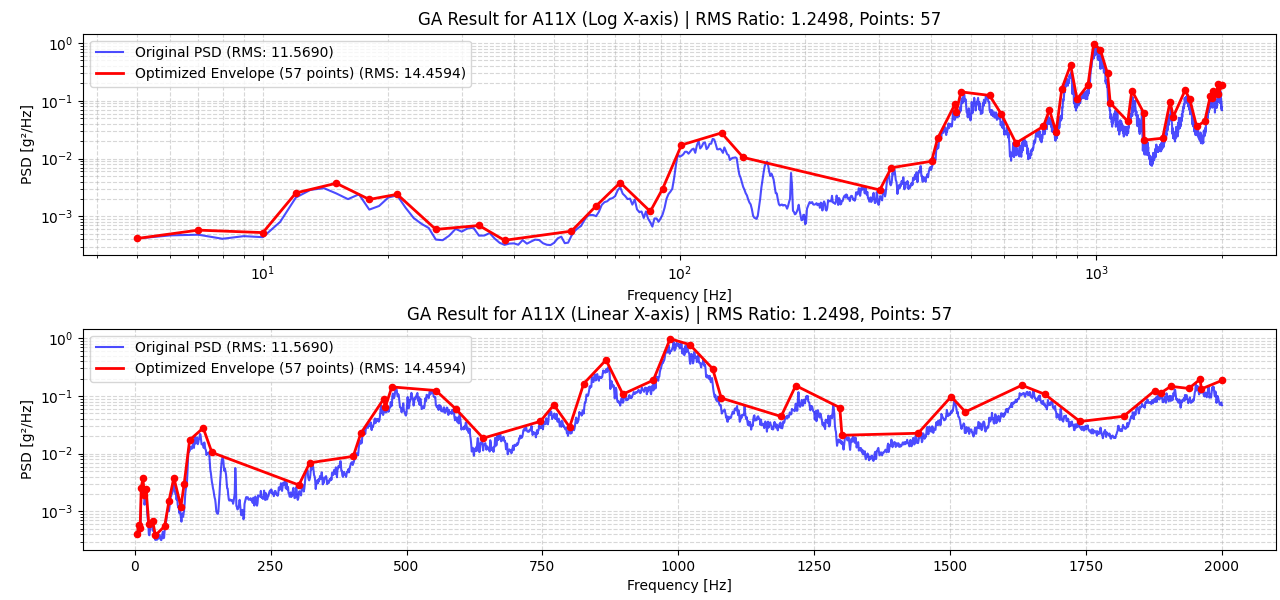 GA Result for A11X (Log X-axis) | RMS Ratio: 1.2498, Points: 57
PSD [g²/Hz]
10⁰
10⁻¹
10⁻²
10⁻³
Original PSD (RMS: 11.5690)
Optimized Envelope (57 points) (RMS: 14.4594)
10¹ 10² 10³
Frequency [Hz]
GA Result for A11X (Linear X-axis) | RMS Ratio: 1.2498, Points: 57
PSD [g²/Hz]
10⁰
10⁻¹
10⁻²
10⁻³
Original PSD (RMS: 11.5690)
Optimized Envelope (57 points) (RMS: 14.4594)
0 250 500 750 1000 1250 1500 1750 2000
Frequency [Hz]